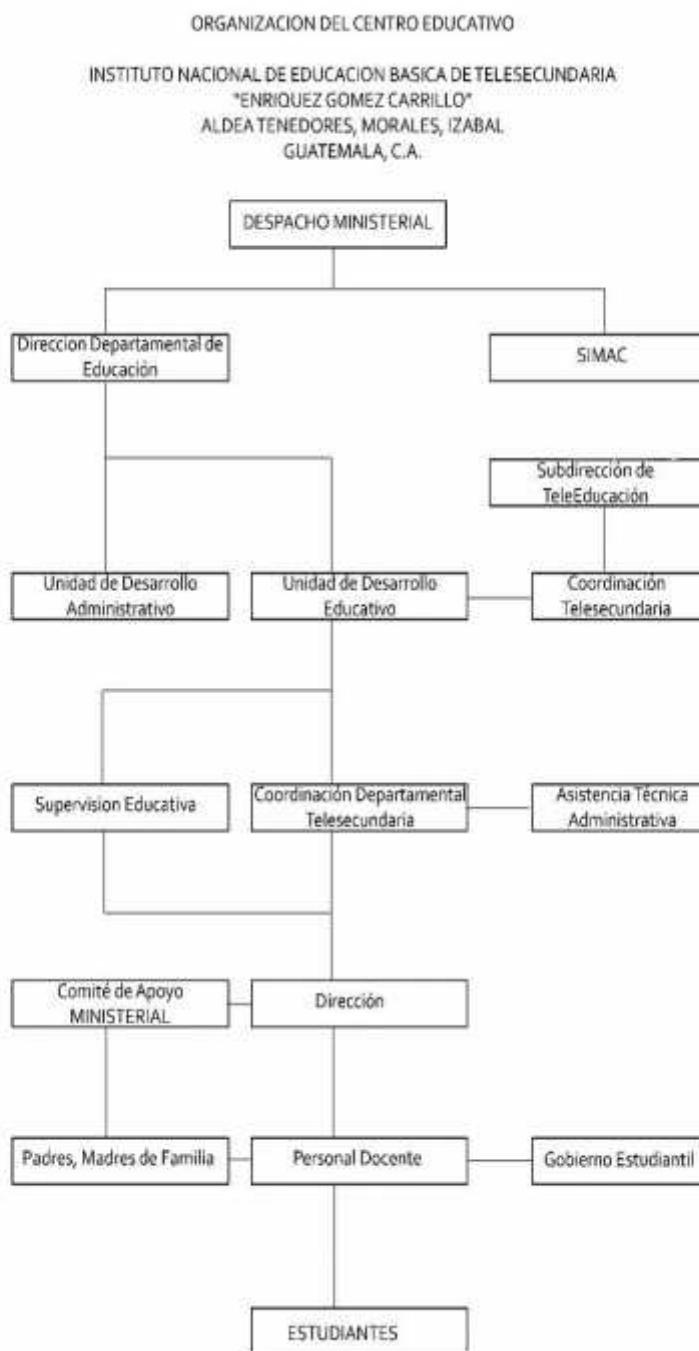 ORGANIZACION DEL CENTRO EDUCATIVO
INSTITUTO NACIONAL DE EDUCACION BASICA DE TELESECUNDARIA
"ENRIQUEZ GOMEZ CARRILLO"
ALDEA TENEDORES, MORALES, IZABAL
GUATEMALA, C.A.
DESPACHO MINISTERIAL
Direccion Departamental de
Educación
SIMAC
Subdirección de
TeleEducación
Unidad de Desarrollo
Administrativo
Unidad de Desarrollo
Educativo
Coordinación
Telesecundaria
Supervision Educativa
Coordinación Departamental
Telesecundaria
Asistencia Técnica
Administrativa
Comité de Apoyo
MINISTERIAL
Dirección
Padres, Madres de Familia
Personal Docente
Gobierno Estudiantil
ESTUDIANTES